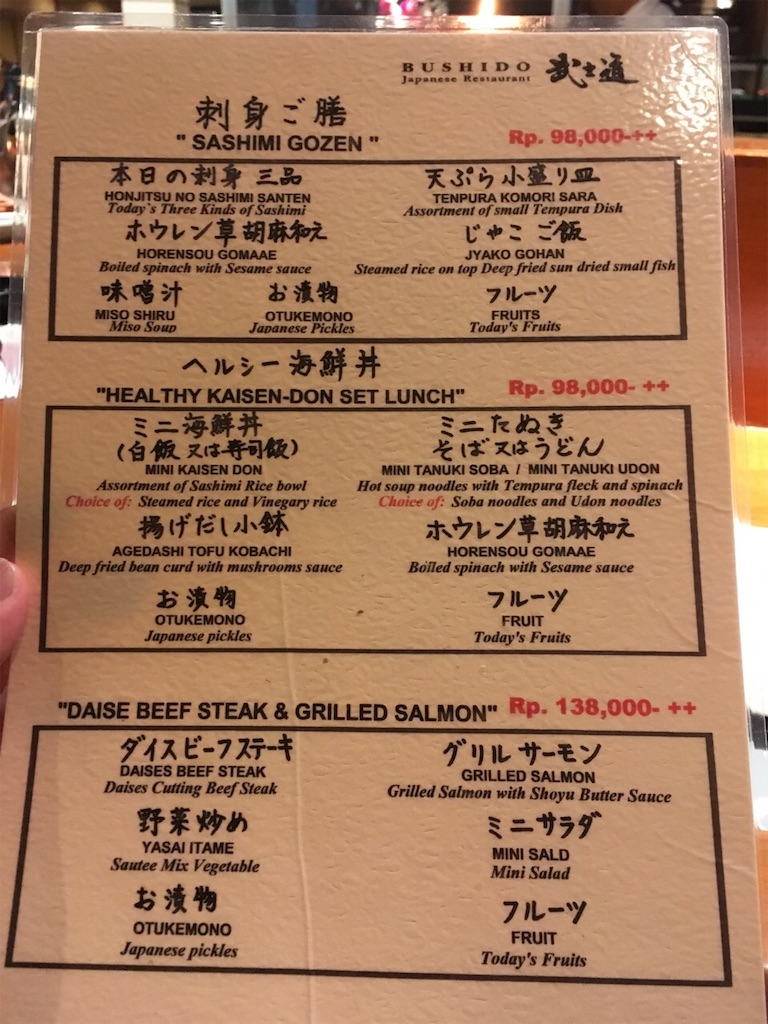 BUSHIDO 武士道
Japanese Restaurant
刺身ご膳
" SASHIMI GOZEN " Rp. 98,000-++
本日の刺身 三品
HONJITSU NO SASHIMI SANTEN
Today`s Three Kinds of Sashimi
天ぷら小盛り皿
TENPURA KOMORI SARA
Assortment of small Tempura Dish
ホウレン草胡麻和え
HORENSOU GOMAAE
Boiled spinach with Sesame sauce
じゃこ ご飯
JYAKO GOHAN
Steamed rice on top Deep fried sun dried small fish
味噌汁
MISO SHIRU
Miso Soup
お漬物
OTUKEMONO
Japanese Pickles
フルーツ
FRUITS
Today's Fruits
ヘルシー海鮮丼
"HEALTHY KAISEN-DON SET LUNCH" Rp. 98,000- ++
ミニ海鮮丼
(白飯 又は寿司飯)
MINI KAISEN DON
Assortment of Sashimi Rice bowl
Choice of: Steamed rice and Vinegary rice
ミニたぬき
そば又はうどん
MINI TANUKI SOBA / MINI TANUKI UDON
Hot soup noodles with Tempura fleck and spinach
Choice of: Soba noodles and Udon noodles
揚げだし小鉢
AGEDASHI TOFU KOBACHI
Deep fried bean curd with mushrooms sauce
ホウレン草胡麻和え
HORENSOU GOMAAE
Boiled spinach with Sesame sauce
お漬物
OTUKEMONO
Japanese pickles
フルーツ
FRUIT
Today's Fruits
"DAISE BEEF STEAK & GRILLED SALMON" Rp. 138,000- ++
ダイスビーフステーキ
DAISES BEEF STEAK
Daises Cutting Beef Steak
グリルサーモン
GRILLED SALMON
Grilled Salmon with Shoyu Butter Sauce
野菜炒め
YASAI ITAME
Sautee Mix Vegetable
ミニサラダ
MINI SALD
Mini Salad
お漬物
OTUKEMONO
Japanese pickles
フルーツ
FRUIT
Today's Fruits